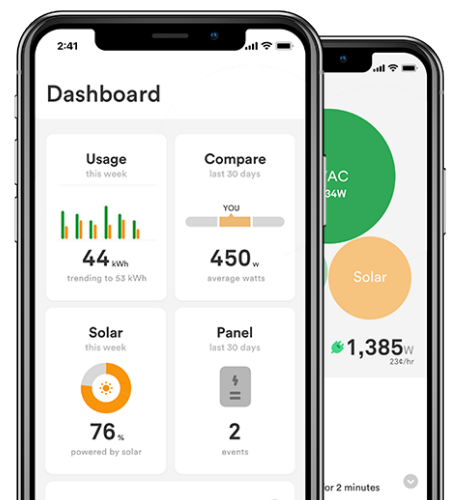 2:41
Dashboard
Usage
this week
44 kWh
trending to 53 kWh
Compare
last 30 days
YOU
450 w
average watts
Solar
this week
76 %
powered by solar
Panel
last 30 days
2
events
AC
34W
Solar
1,385W
23¢/hr
or 2 minutes